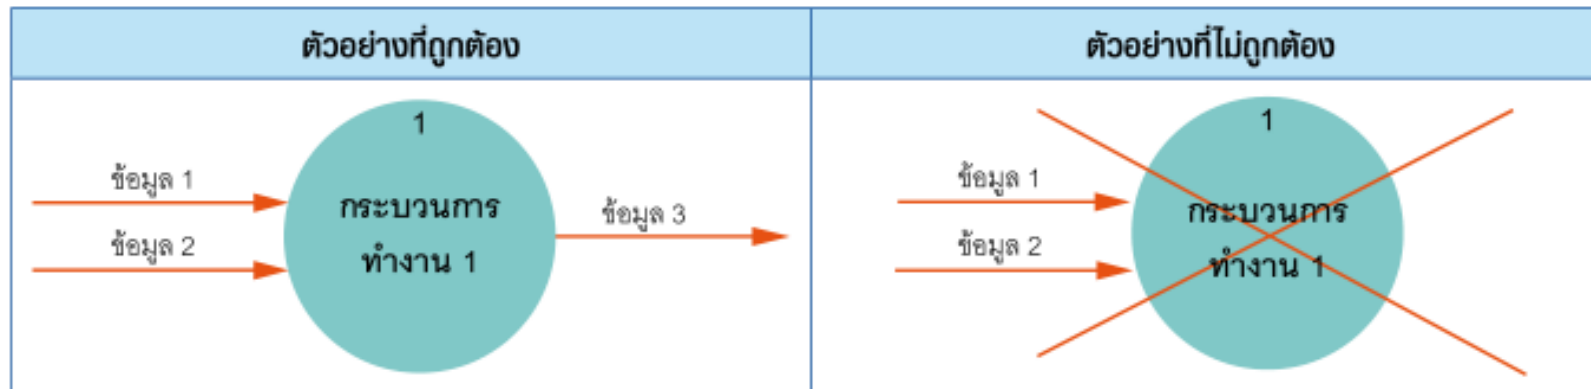 ตัวอย่างที่ถูกต้อง
ตัวอย่างที่ไม่ถูกต้อง
1
ข้อมูล 1
กระบวนการ
ข้อมูล 3
ข้อมูล 2
ทำงาน 1
1
ข้อมูล 1
กระบวนการ
ข้อมูล 2
ทำงาน 1